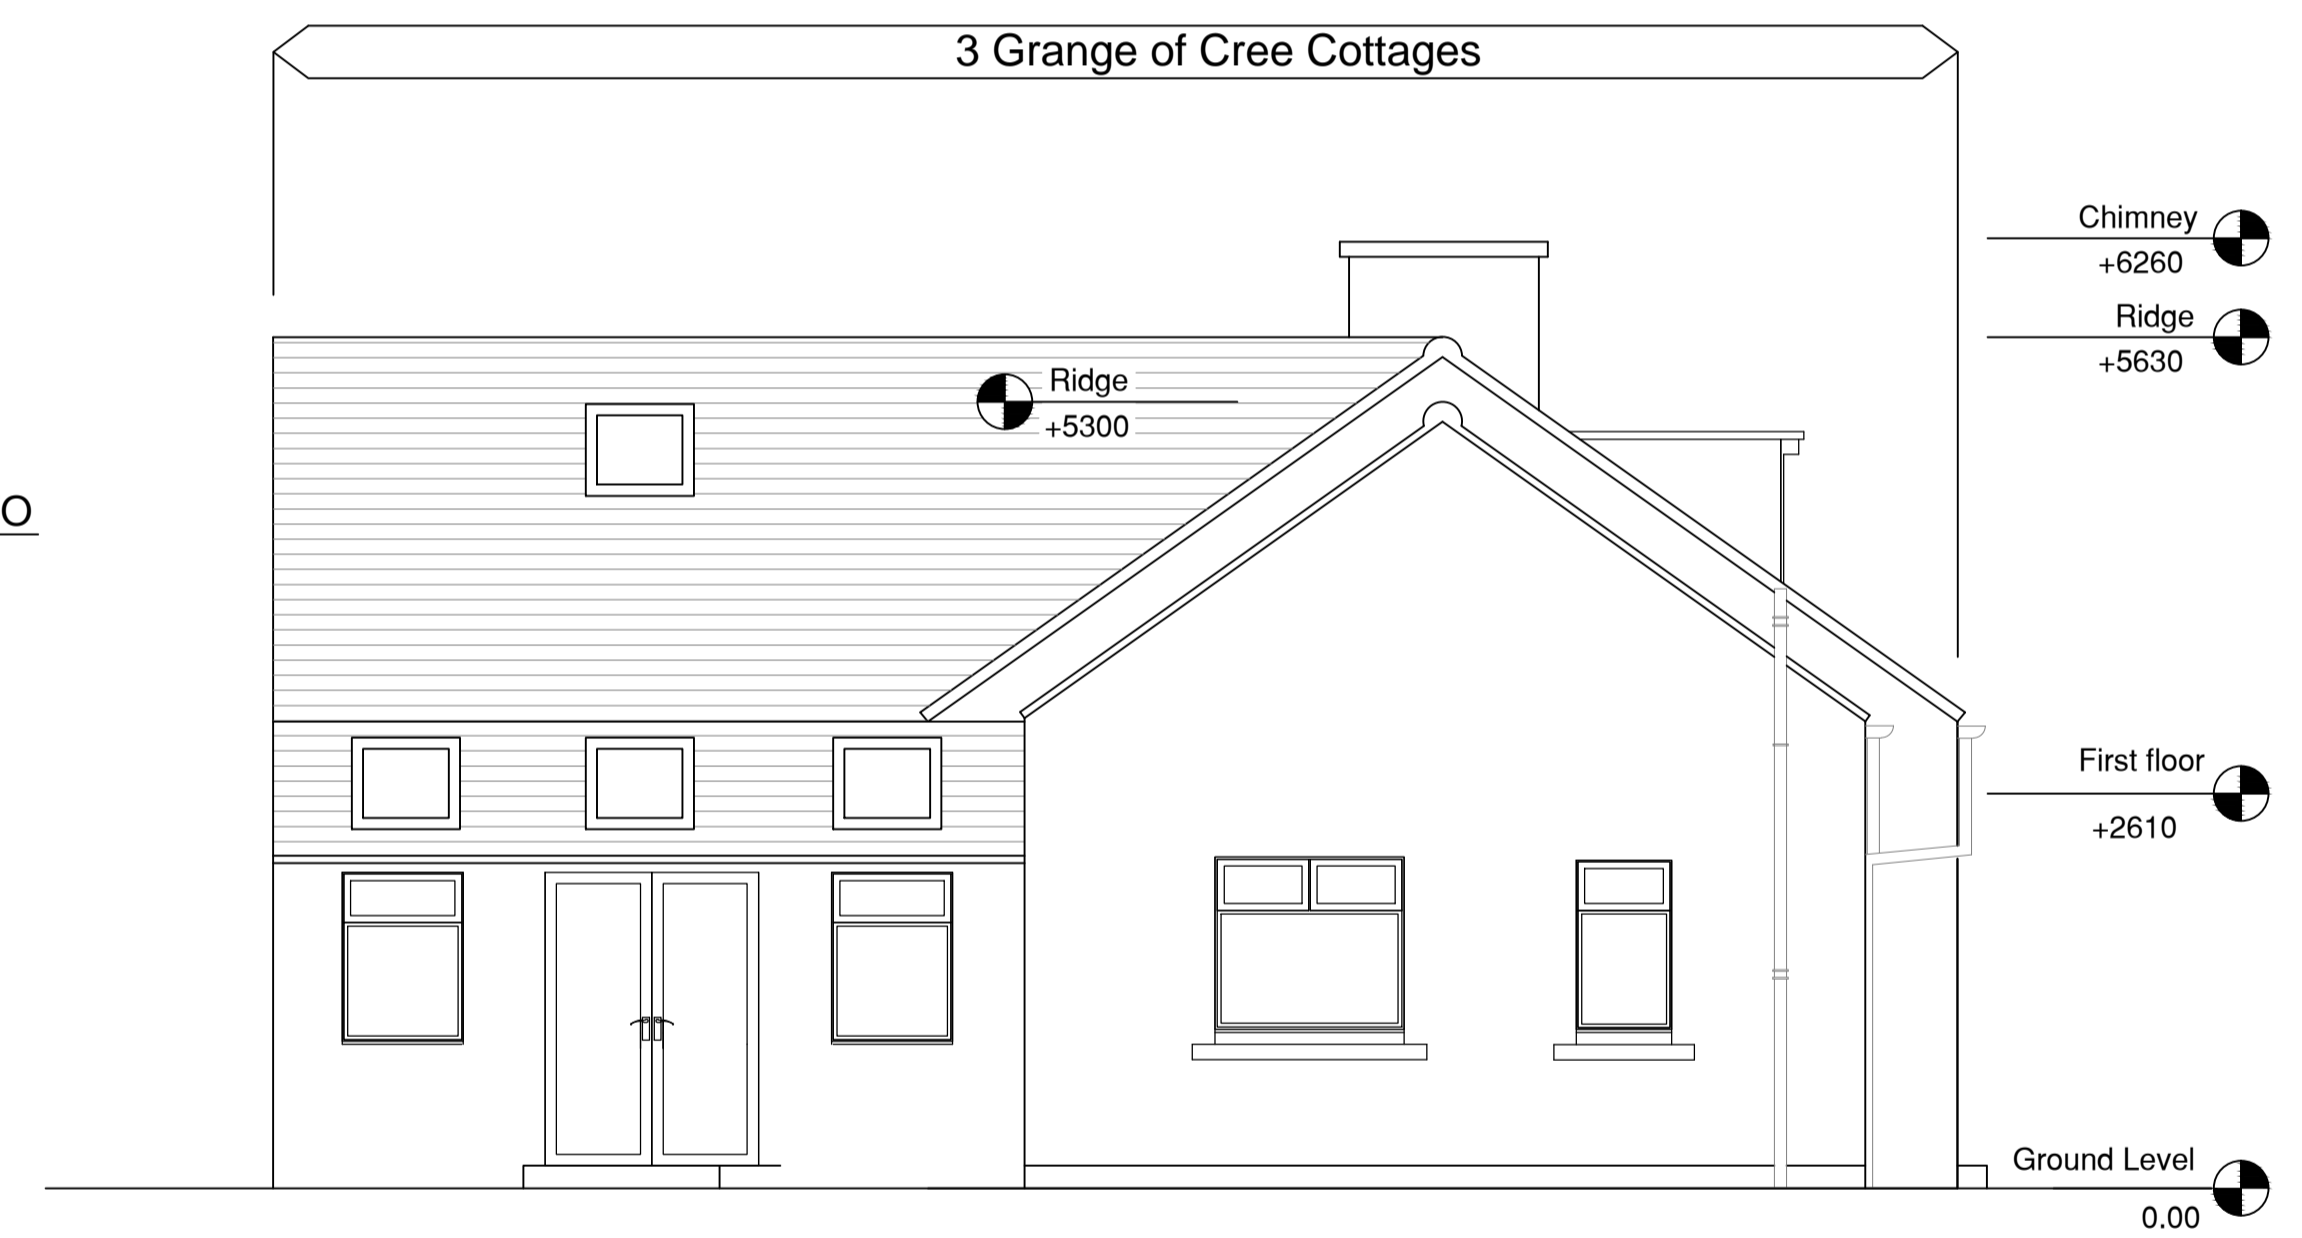 3 Grange of Cree Cottages
Chimney
+6260
Ridge
+5630
Ridge
+5300
O
First floor
+2610
Ground Level
0.00